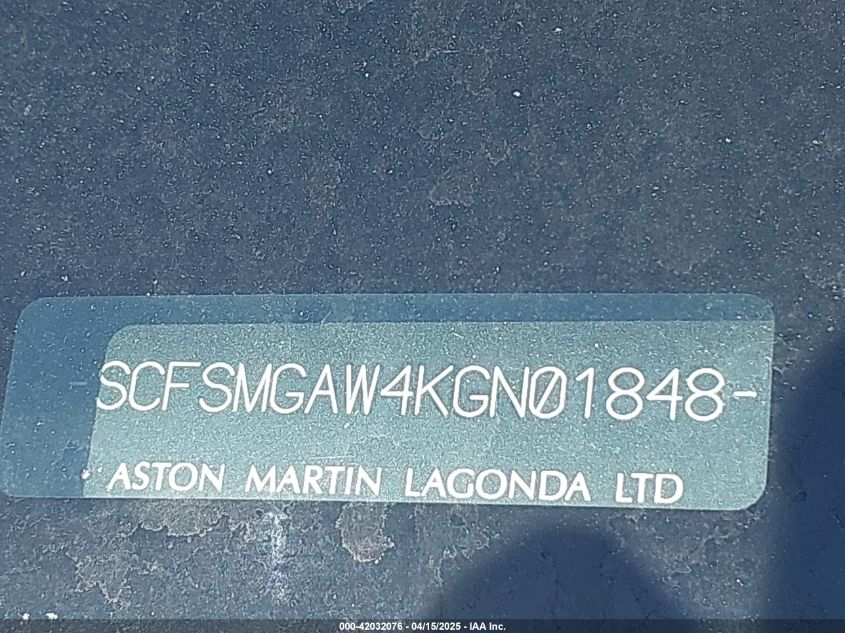 -SCFSMGAW4KGN01848-
ASTON MARTIN LAGONDA LTD
000-42032076 - 04/15/2025 - IAA Inc.